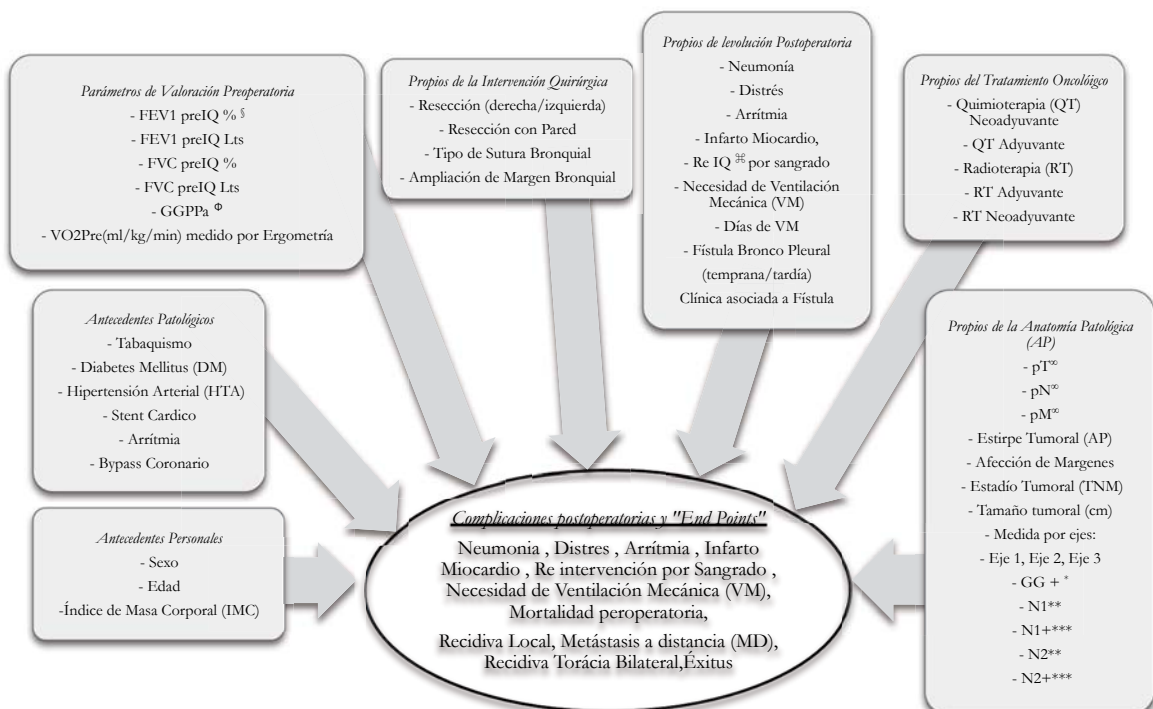 Parámetros de Valoración Preoperatoria
- FEV1 preIQ % §
- FEV1 preIQ Lts
- FVC preIQ %
- FVC preIQ Lts
- GGPPa Φ
- VO2Pre(ml/kg/min) medido por Ergometría
Propios de la Intervención Quirúrgica
- Resección (derecha/izquierda)
- Resección con Pared
- Tipo de Sutura Bronquial
- Ampliación de Margen Bronquial
Propios de levolución Postoperatoria
- Neumonía
- Distrés
- Arrítmia
- Infarto Miocardio,
- Re IQ ⌘ por sangrado
- Necesidad de Ventilación
Mecánica (VM)
- Días de VM
- Fístula Bronco Pleural
(temprana/tardía)
Clínica asociada a Fístula
Propios del Tratamiento Oncolóigco
- Quimioterapia (QT)
Neoadyuvante
- QT Adyuvante
- Radioterapia (RT)
- RT Adyuvante
- RT Neoadyuvante
Antecedentes Patológicos
- Tabaquismo
- Diabetes Mellitus (DM)
- Hipertensión Arterial (HTA)
- Stent Cardico
- Arrítmia
- Bypass Coronario
Antecedentes Personales
- Sexo
- Edad
-Índice de Masa Corporal (IMC)
Propios de la Anatomía Patológica
(AP)
- pT∞
- pN∞
- pM∞
- Estirpe Tumoral (AP)
- Afección de Margenes
- Estadío Tumoral (TNM)
- Tamaño tumoral (cm)
- Medida por ejes:
- Eje 1, Eje 2, Eje 3
- GG + *
- N1**
- N1+***
- N2**
- N2+***
Complicaciones postoperatorias y "End Points"
Neumonia , Distres , Arrítmia , Infarto
Miocardio , Re intervención por Sangrado ,
Necesidad de Ventilación Mecánica (VM),
Mortalidad peroperatoria,
Recidiva Local, Metástasis a distancia (MD),
Recidiva Torácia Bilateral,Éxitus